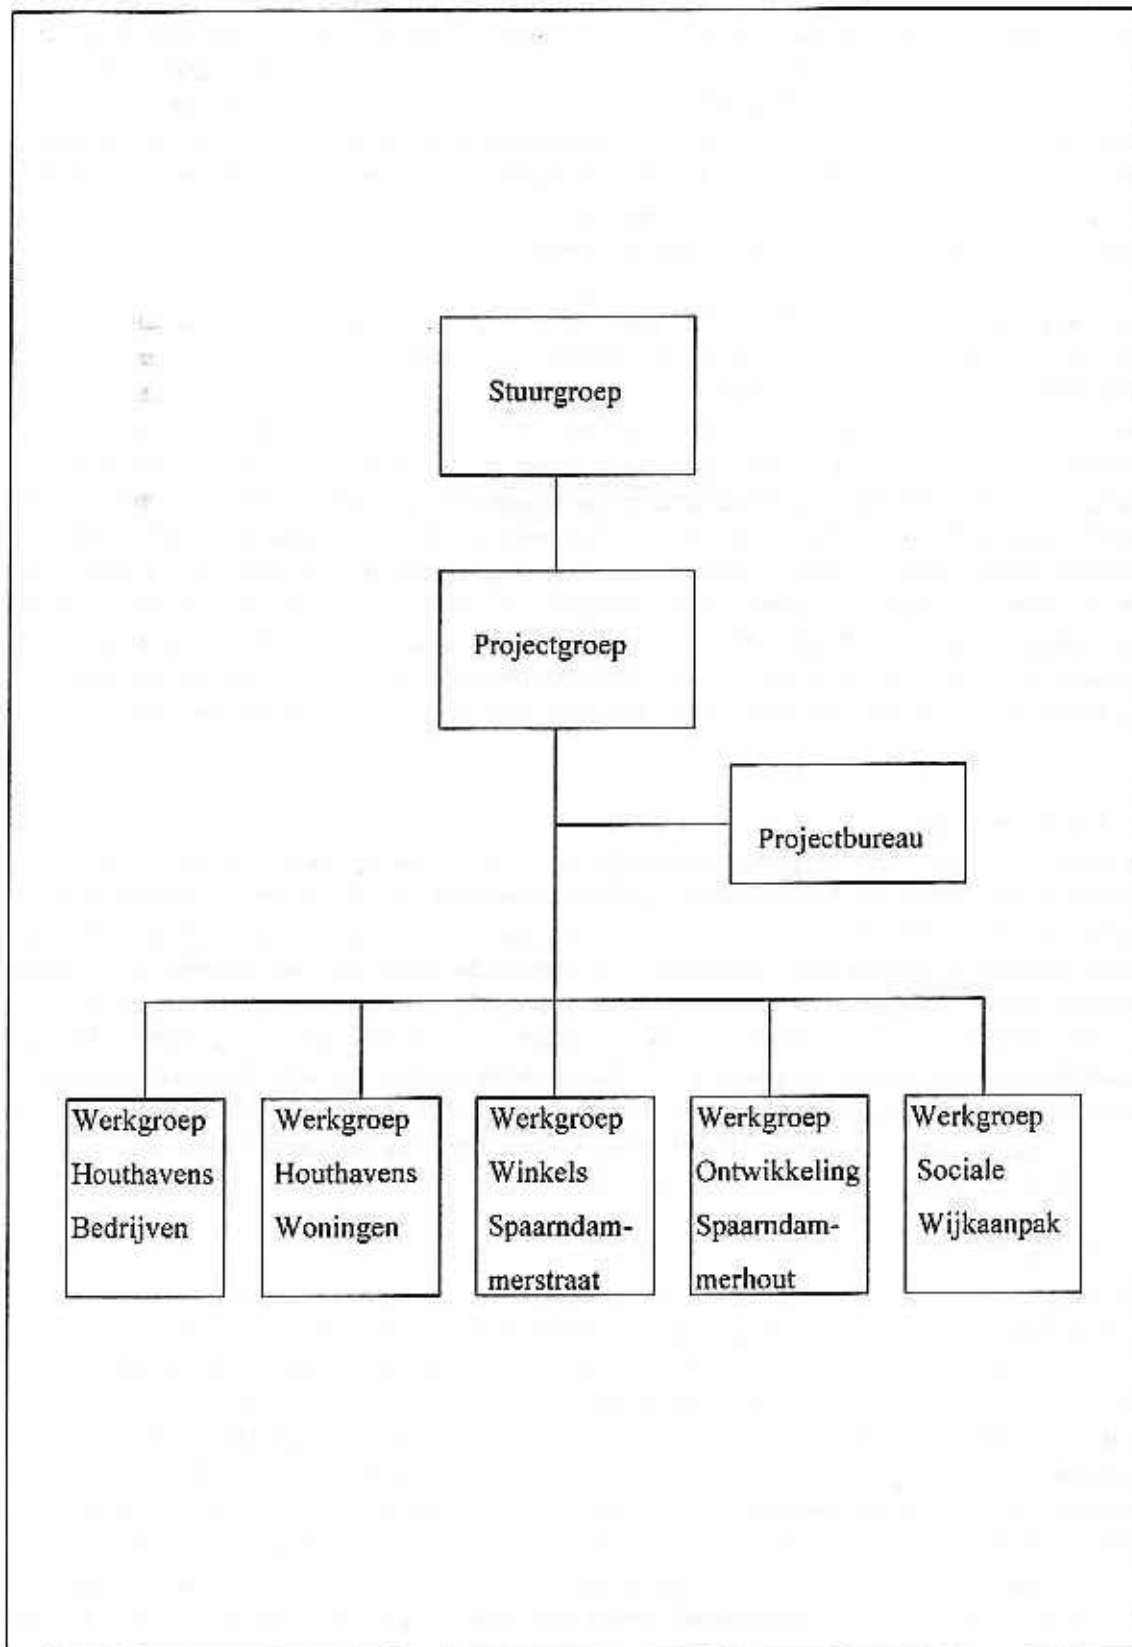 Stuurgroep
Projectgroep
Projectbureau
Werkgroep
Houthavens
Bedrijven
Werkgroep
Houthavens
Woningen
Werkgroep
Winkels
Spaarndam-
merstraat
Werkgroep
Ontwikkeling
Spaarndam-
merhout
Werkgroep
Sociale
Wijkaanpak